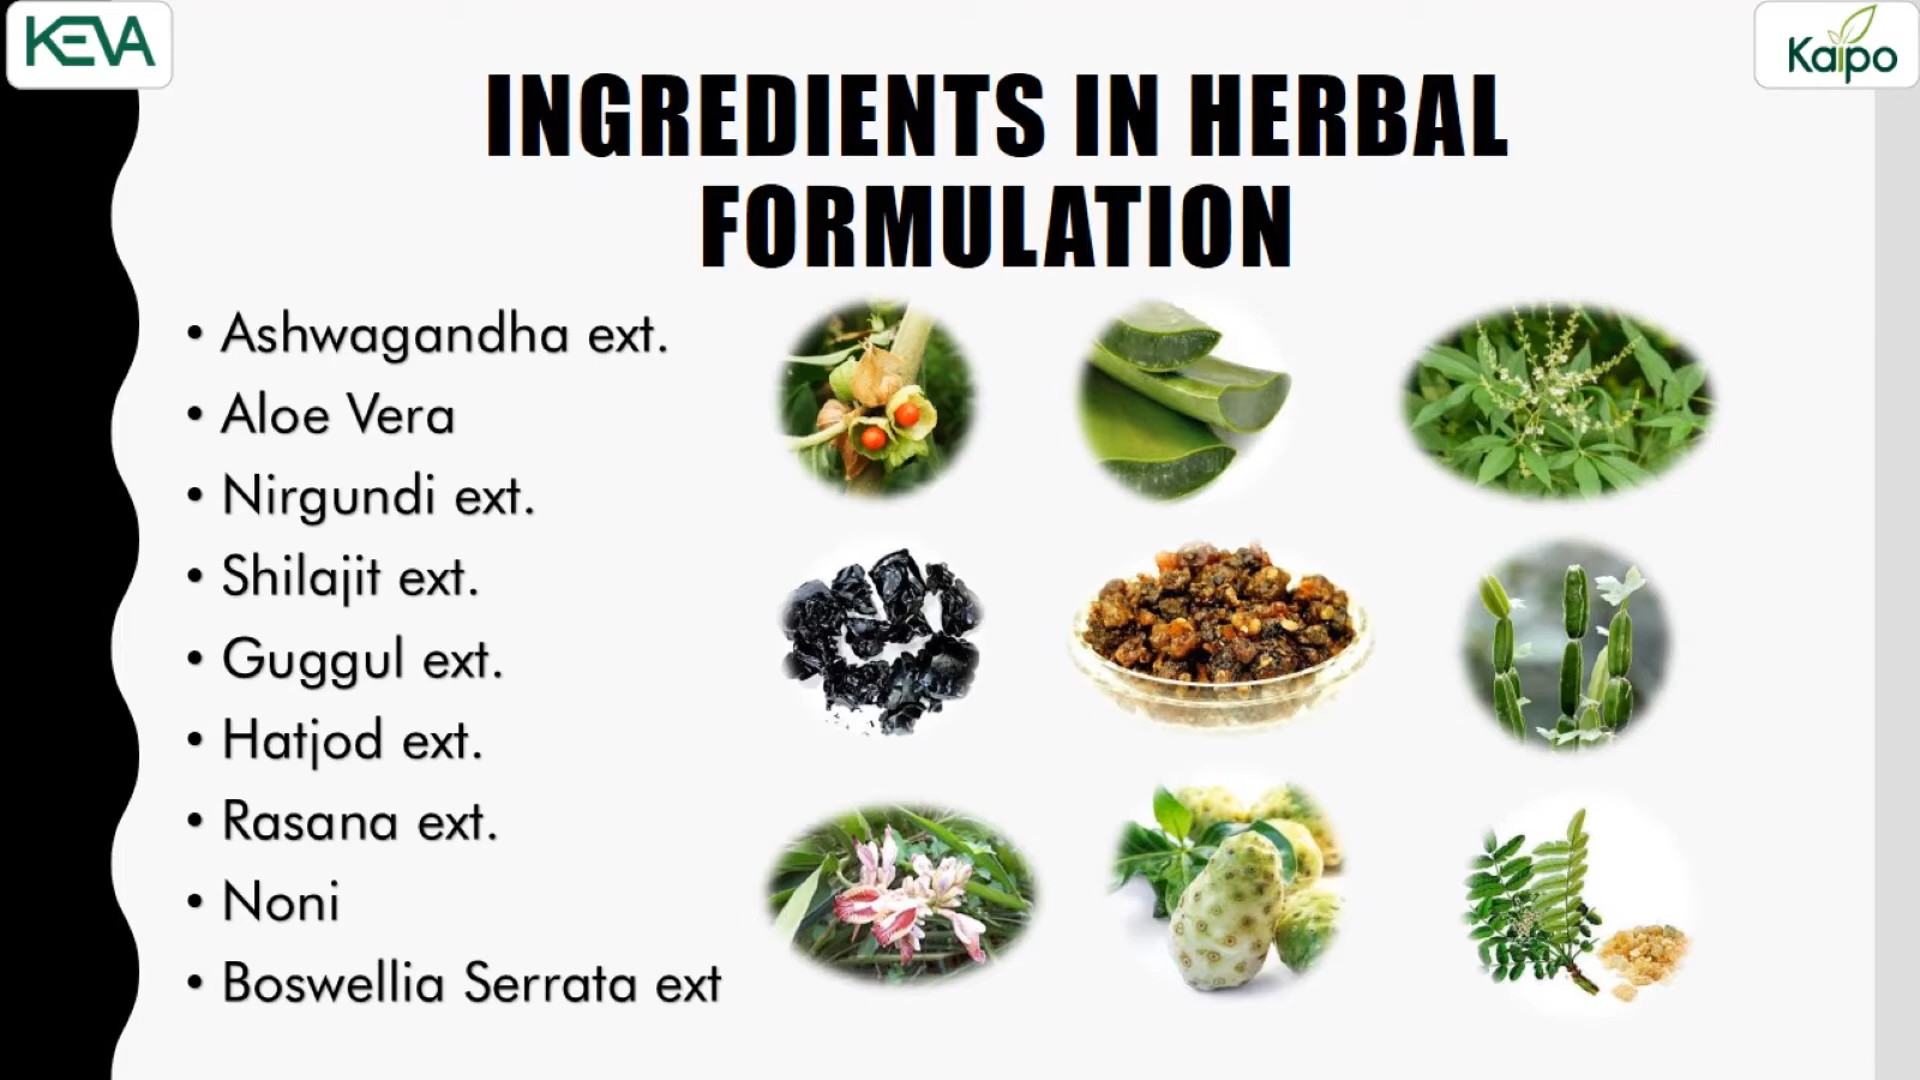 KEVA
Kaipo
INGREDIENTS IN HERBAL
FORMULATION
• Ashwagandha ext.
• Aloe Vera
• Nirgundi ext.
• Shilajit ext.
• Guggul ext.
• Hatjod ext.
• Rasana ext.
• Noni
• Boswellia Serrata ext